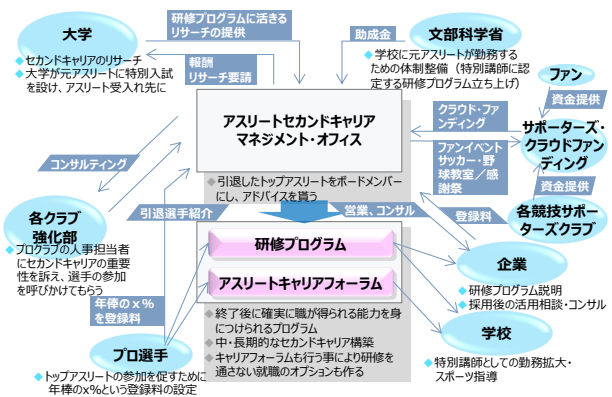 大学
◆セカンドキャリアのリサーチ
◆大学が元アスリートに特別入試
を設け、アスリート受入れ先に
研修プログラムに活きる
リサーチの提供
報酬
リサーチ要請
助成金
文部科学省
◆学校に元アスリートが勤務する
ための体制整備（特別講師に認
定する研修プログラム立ち上げ）
ファン
資金提供
サポーターズ・
クラウドファン
ディング
資金提供
各競技サポー
ターズクラブ
クラウド・ファ
ンディング
ファンイベント
サッカー・野
球教室／感
謝祭
登録料
アスリートセカンドキャリア
マネジメント・オフィス
◆引退したトップアスリートをボードメンバー
にし、アドバイスを貰う
コンサルティング
引退選手紹介
営業、コンサル
各クラブ
強化部
◆プロクラブの人事担当者
にセカンドキャリアの重要
性を訴え、選手の参加
を呼びかけてもらう
年俸のｘ％
を登録料
研修プログラム
アスリートキャリアフォーラム
◆終了後に確実に職が得られる能力を身
につけられるプログラム
◆中・長期的なセカンドキャリア構築
◆キャリアフォーラムも行う事により研修を
通さない就職のオプションも作る
企業
◆研修プログラム説明
◆採用後の活用相談・コンサル
学校
◆特別講師としての勤務拡大・
スポーツ指導
プロ選手
◆トップアスリートの参加を促すために
年棒のx%という登録料の設定